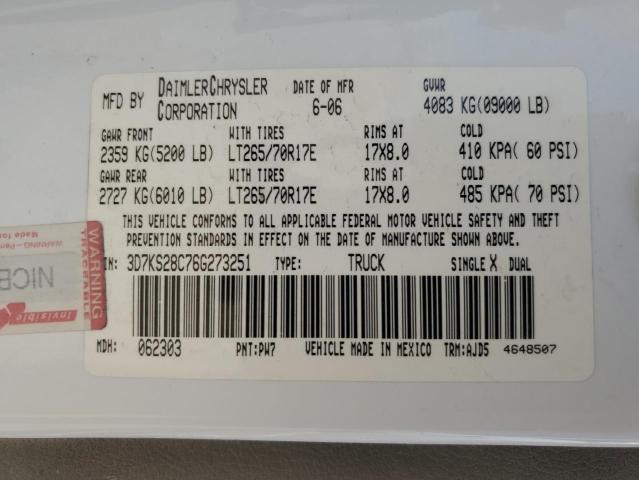 MFD BY DAIMLERCHRYSLER CORPORATION DATE OF MFR 6-06 GVWR 4083 KG(09000 LB)
GAWR FRONT WITH TIRES RIMS AT COLD
2359 KG(5200 LB) LT265/70R17E 17X8.0 410 KPA( 60 PSI)
GAWR REAR WITH TIRES RIMS AT COLD
2727 KG(6010 LB) LT265/70R17E 17X8.0 485 KPA( 70 PSI)
THIS VEHICLE CONFORMS TO ALL APPLICABLE FEDERAL MOTOR VEHICLE SAFETY AND THEFT
PREVENTION STANDARDS IN EFFECT ON THE DATE OF MANUFACTURE SHOWN ABOVE.
IN: 3D7KS28C76G273251 TYPE: TRUCK SINGLE X DUAL
MDH: 062303 PNT:PW7 VEHICLE MADE IN MEXICO TRM:AJD5 4648507
WARNING
NICB
Invisible